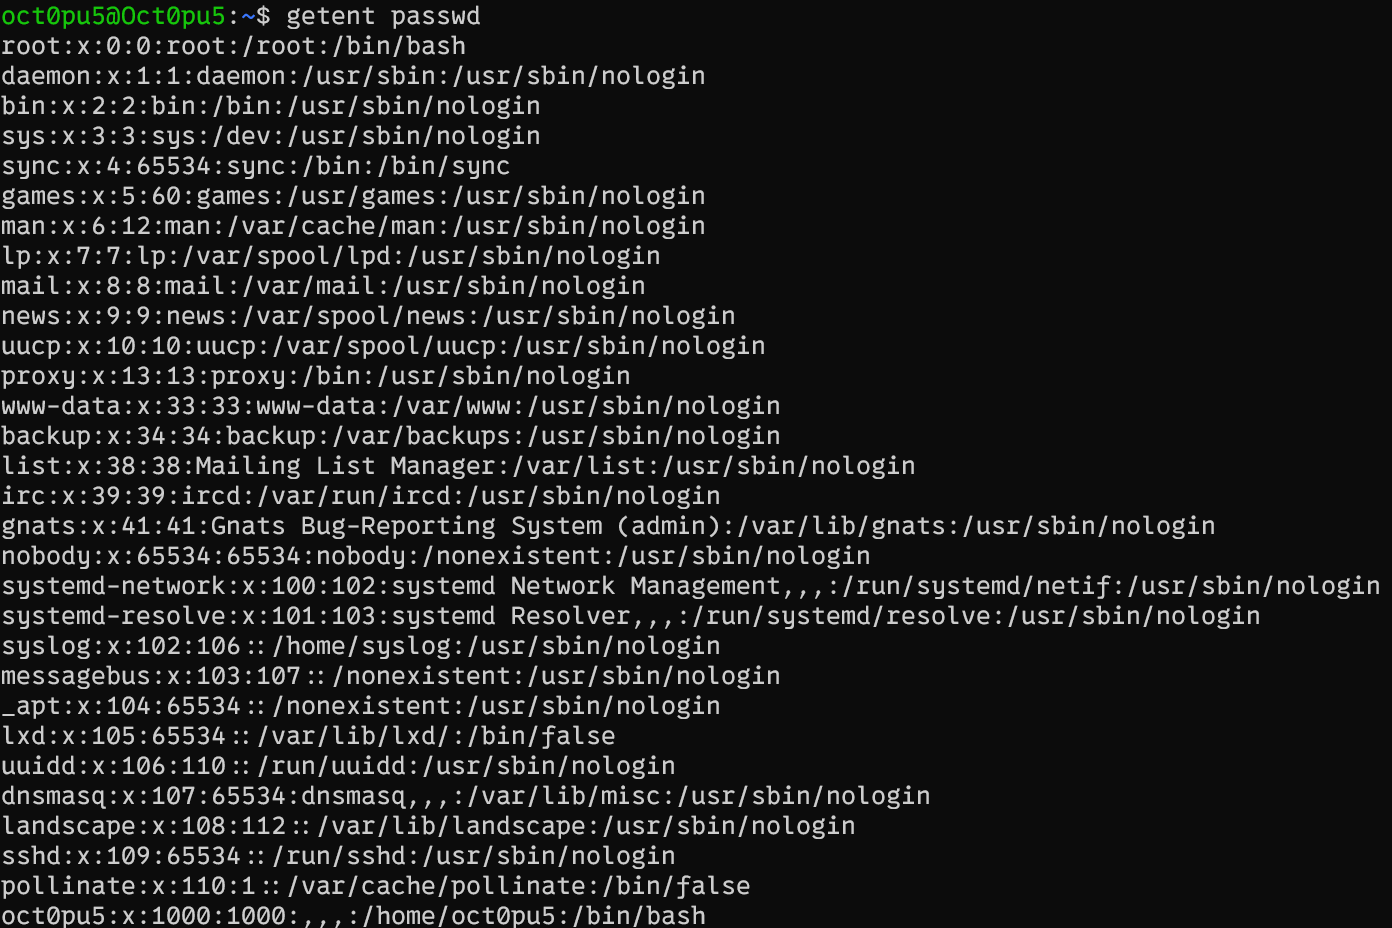 oct0pu5@Oct0pu5:~$ getent passwd
root:x:0:0:root:/root:/bin/bash
daemon:x:1:1:daemon:/usr/sbin:/usr/sbin/nologin
bin:x:2:2:bin:/bin:/usr/sbin/nologin
sys:x:3:3:sys:/dev:/usr/sbin/nologin
sync:x:4:65534:sync:/bin:/bin/sync
games:x:5:60:games:/usr/games:/usr/sbin/nologin
man:x:6:12:man:/var/cache/man:/usr/sbin/nologin
lp:x:7:7:lp:/var/spool/lpd:/usr/sbin/nologin
mail:x:8:8:mail:/var/mail:/usr/sbin/nologin
news:x:9:9:news:/var/spool/news:/usr/sbin/nologin
uucp:x:10:10:uucp:/var/spool/uucp:/usr/sbin/nologin
proxy:x:13:13:proxy:/bin:/usr/sbin/nologin
www-data:x:33:33:www-data:/var/www:/usr/sbin/nologin
backup:x:34:34:backup:/var/backups:/usr/sbin/nologin
list:x:38:38:Mailing List Manager:/var/list:/usr/sbin/nologin
irc:x:39:39:ircd:/var/run/ircd:/usr/sbin/nologin
gnats:x:41:41:Gnats Bug-Reporting System (admin):/var/lib/gnats:/usr/sbin/nologin
nobody:x:65534:65534:nobody:/nonexistent:/usr/sbin/nologin
systemd-network:x:100:102:systemd Network Management,,,:/run/systemd/netif:/usr/sbin/nologin
systemd-resolve:x:101:103:systemd Resolver,,,:/run/systemd/resolve:/usr/sbin/nologin
syslog:x:102:106::/home/syslog:/usr/sbin/nologin
messagebus:x:103:107::/nonexistent:/usr/sbin/nologin
_apt:x:104:65534::/nonexistent:/usr/sbin/nologin
lxd:x:105:65534::/var/lib/lxd/:/bin/false
uuidd:x:106:110::/run/uuidd:/usr/sbin/nologin
dnsmasq:x:107:65534:dnsmasq,,,:/var/lib/misc:/usr/sbin/nologin
landscape:x:108:112::/var/lib/landscape:/usr/sbin/nologin
sshd:x:109:65534::/run/sshd:/usr/sbin/nologin
pollinate:x:110:1::/var/cache/pollinate:/bin/false
oct0pu5:x:1000:1000:,,,:/home/oct0pu5:/bin/bash